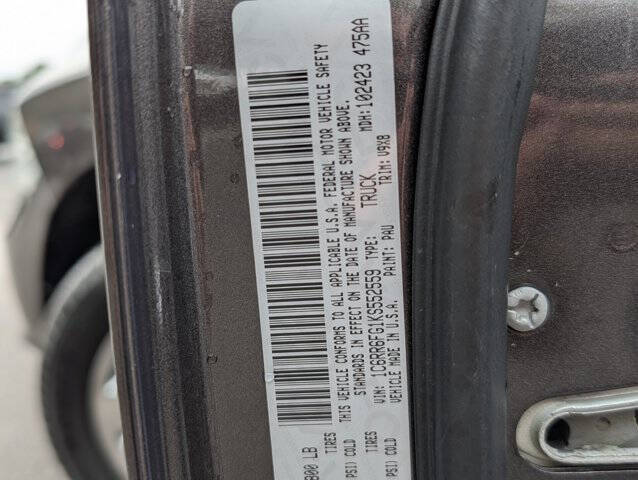 800 LB
TIRES
PSI) COLD
TIRES
PSI) COLD
THIS VEHICLE CONFORMS TO ALL APPLICABLE U.S.A. FEDERAL MOTOR VEHICLE SAFETY
STANDARDS IN EFFECT ON THE DATE OF MANUFACTURE SHOWN ABOVE.
VIN: 1C6RR6FG1KS552559 TYPE: TRUCK MDH:102423 475AA
VEHICLE MADE IN U.S.A. PAINT: PAU TRIM: V9X8